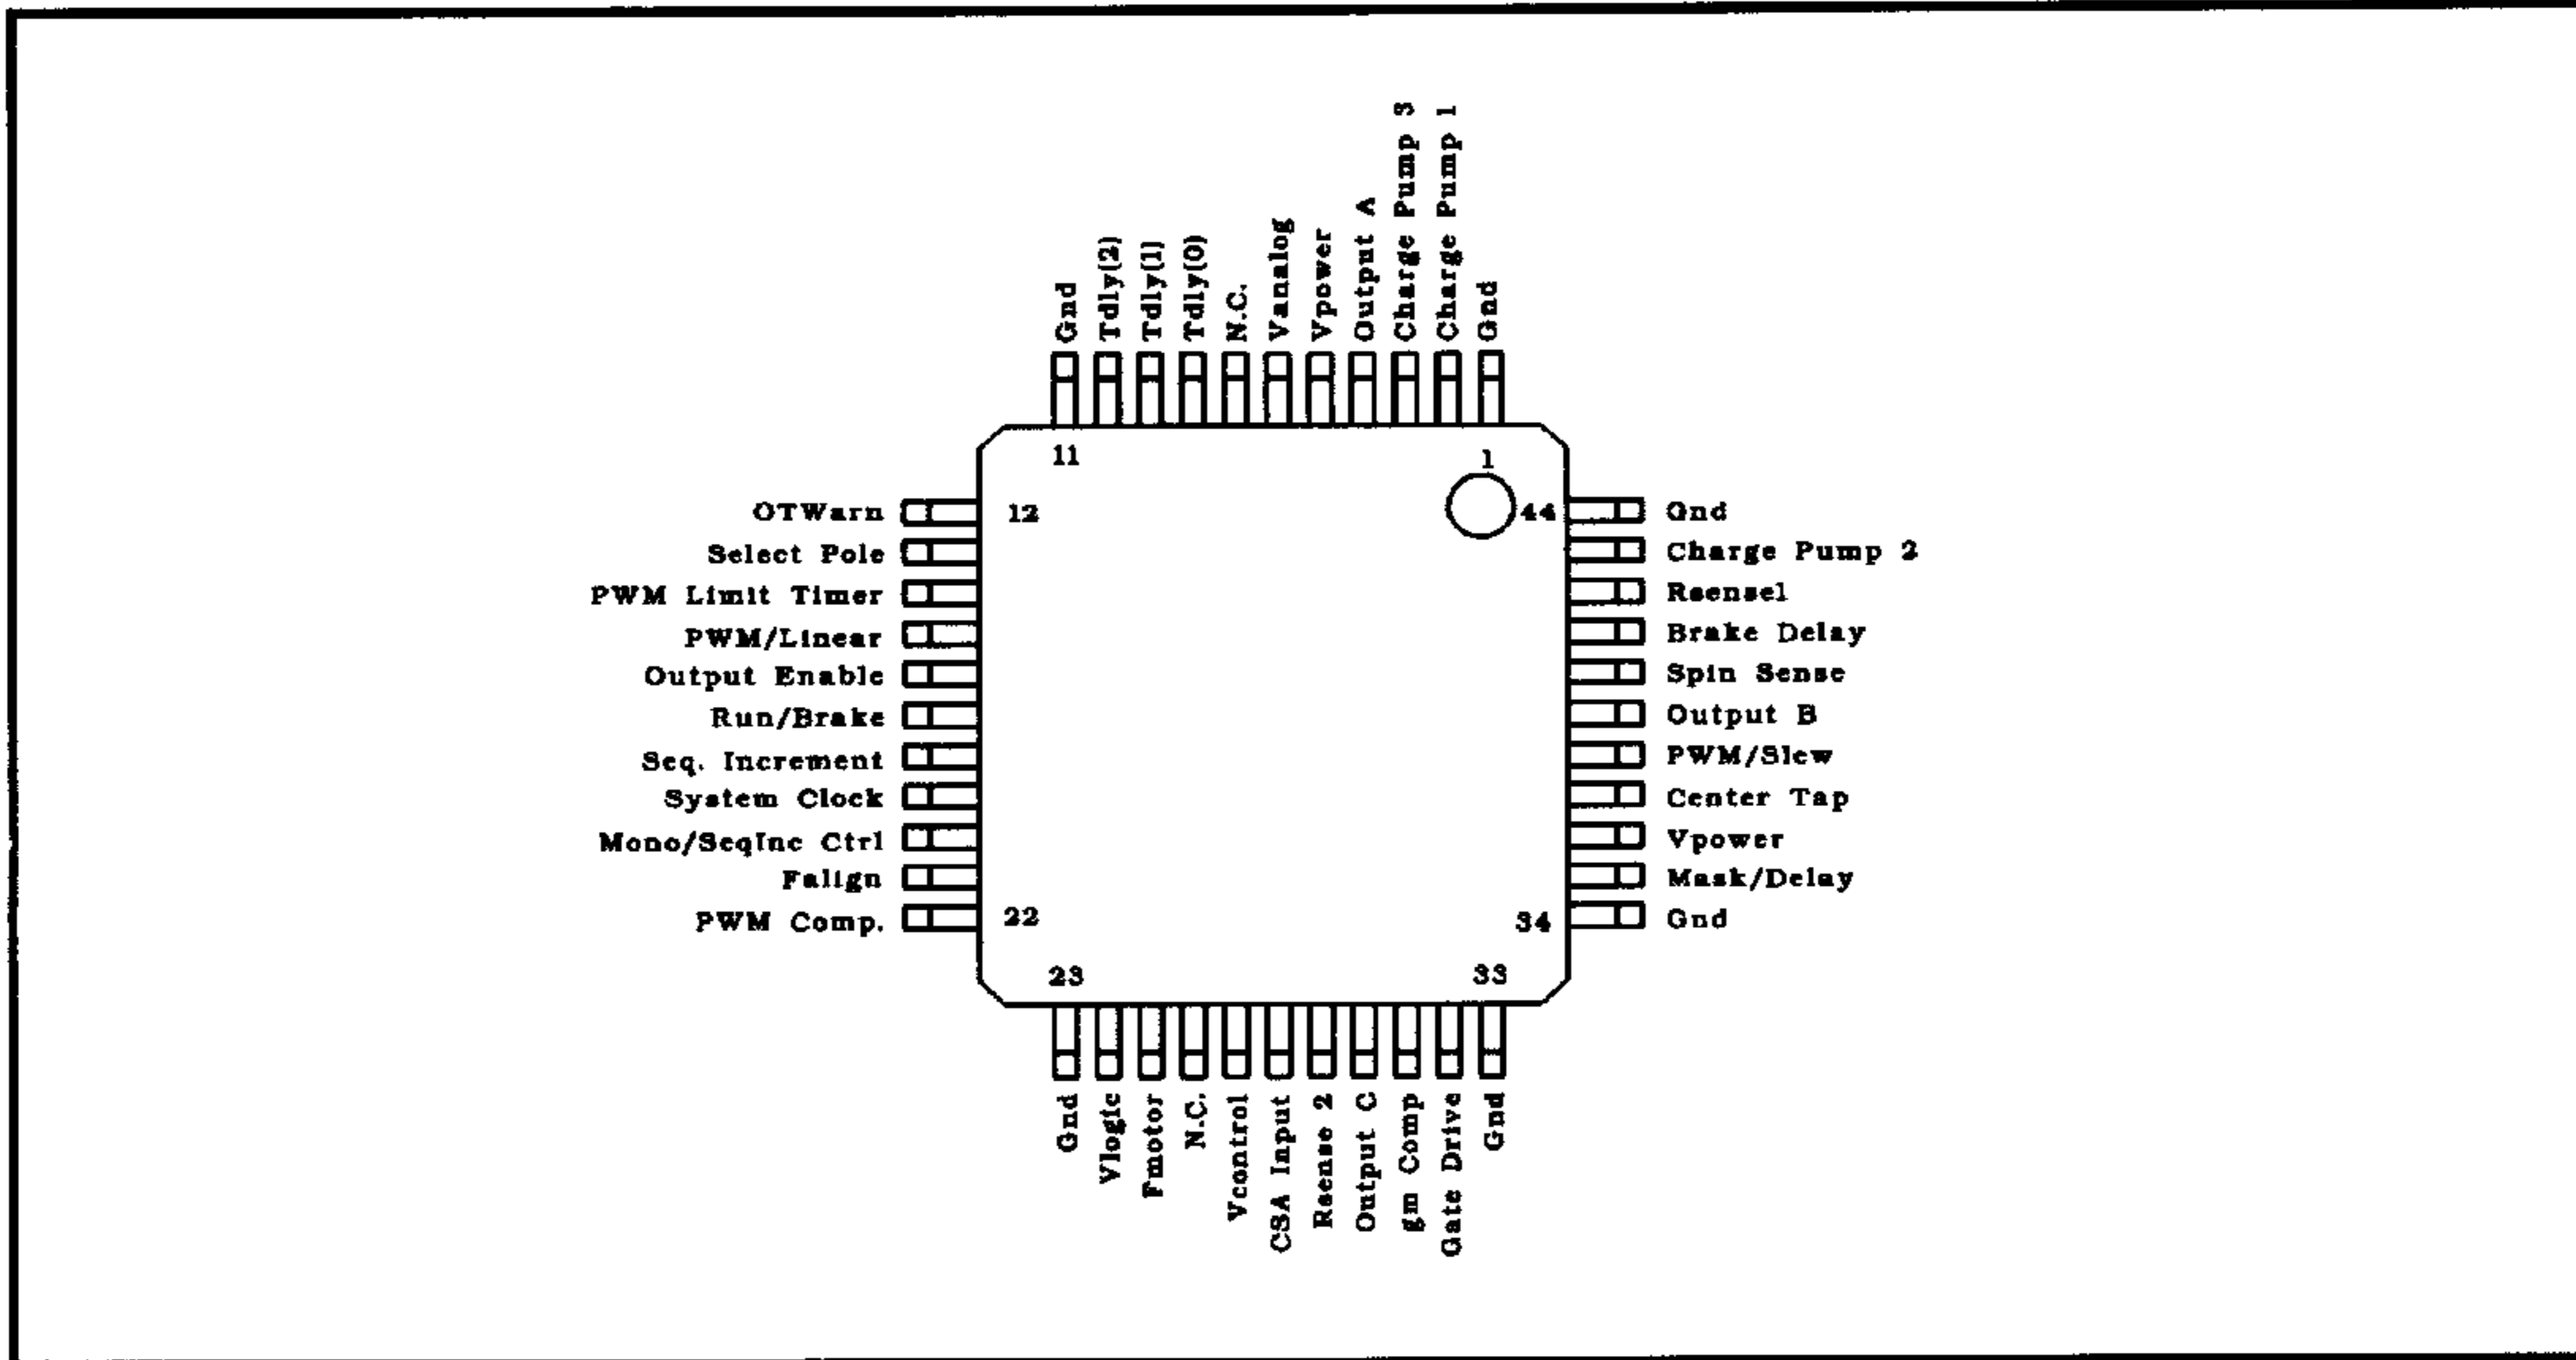 Gnd
Tdly(2)
Tdly(1)
Tdly(0)
N.C.
Vanalog
Vpower
Output A
Charge Pump 3
Charge Pump 1
Gnd
11
1
OTWarn
12
44
Gnd
Select Pole
Charge Pump 2
PWM Limit Timer
Rsense1
PWM/Linear
Brake Delay
Output Enable
Spin Sense
Run/Brake
Output B
Seq. Increment
PWM/Slew
System Clock
Center Tap
Mono/SeqInc Ctrl
Vpower
Falign
Mask/Delay
PWM Comp.
22
34
Gnd
23
33
Gnd
Vlogic
Fmotor
N.C.
Vcontrol
CSA Input
Rsense 2
Output C
gm Comp
Gate Drive
Gnd